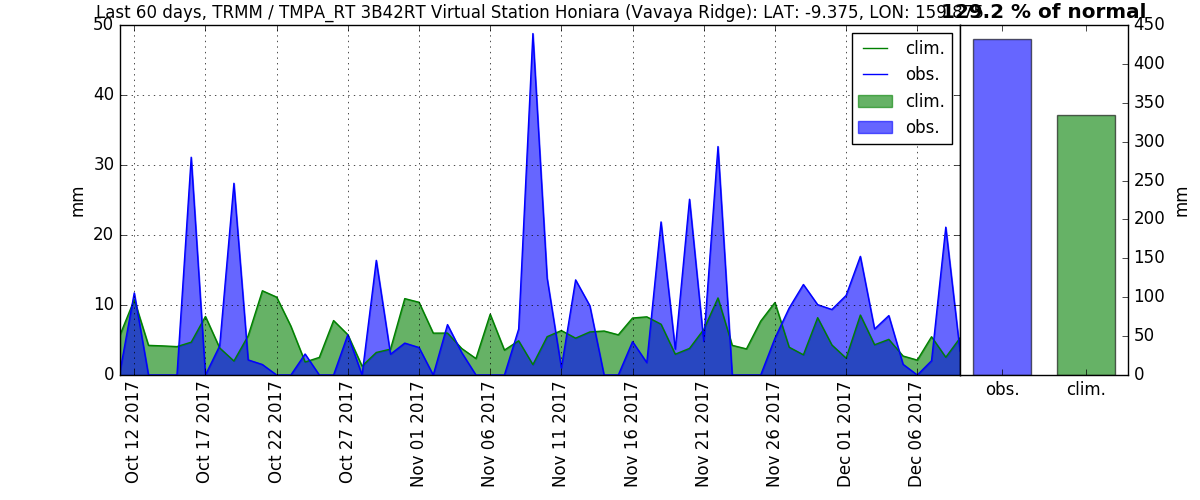 Last 60 days, TRMM / TMPA_RT 3B42RT Virtual Station Honiara (Vavaya Ridge): LAT: -9.375, LON: 159.875
129.2 % of normal
50
40
30
20
10
0
mm
clim.
obs.
clim.
obs.
Oct 12 2017
Oct 17 2017
Oct 22 2017
Oct 27 2017
Nov 01 2017
Nov 06 2017
Nov 11 2017
Nov 16 2017
Nov 21 2017
Nov 26 2017
Dec 01 2017
Dec 06 2017
450
400
350
300
250
200
150
100
50
0
mm
obs.
clim.